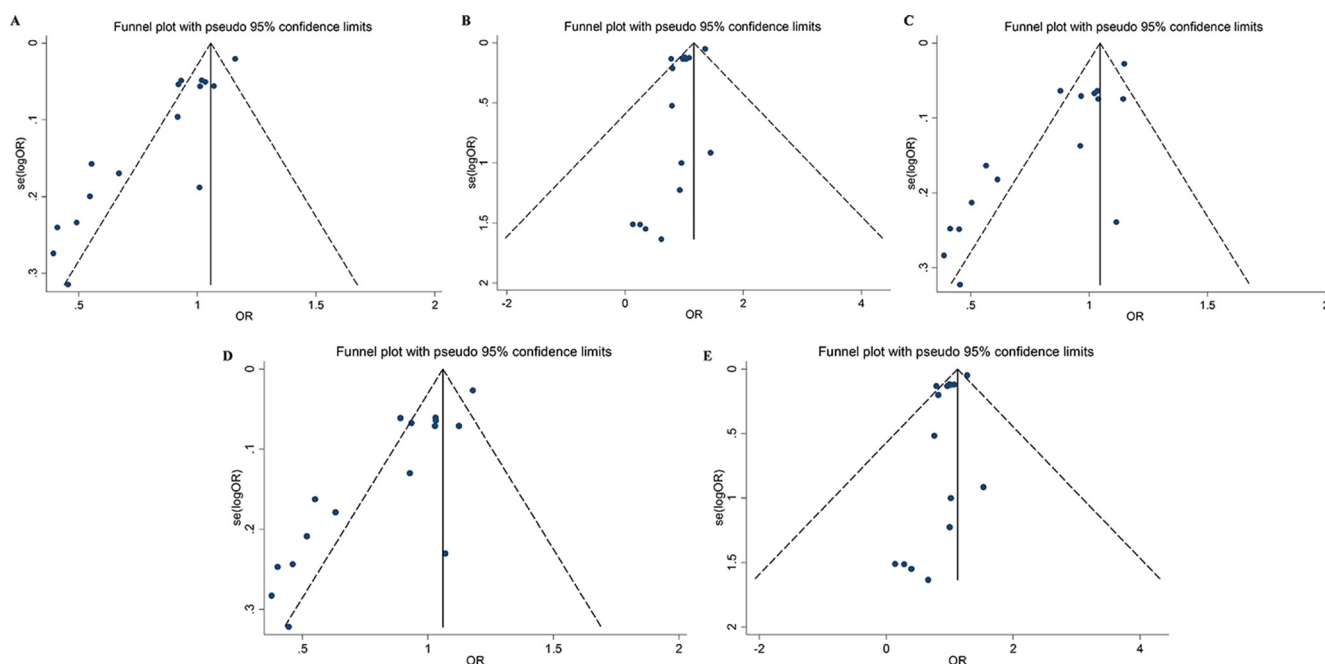 A
Funnel plot with pseudo 95% confidence limits
se(logOR)
0
.1
.2
.3
.5
1
1.5
2
OR
B
Funnel plot with pseudo 95% confidence limits
se(logOR)
0
.5
1
1.5
2
-2
0
2
4
OR
C
Funnel plot with pseudo 95% confidence limits
se(logOR)
0
.1
.2
.3
.5
1
1.5
2
OR
D
Funnel plot with pseudo 95% confidence limits
se(logOR)
0
.1
.2
.3
.5
1
1.5
2
OR
E
Funnel plot with pseudo 95% confidence limits
se(logOR)
0
.5
1
1.5
2
-2
0
2
4
OR